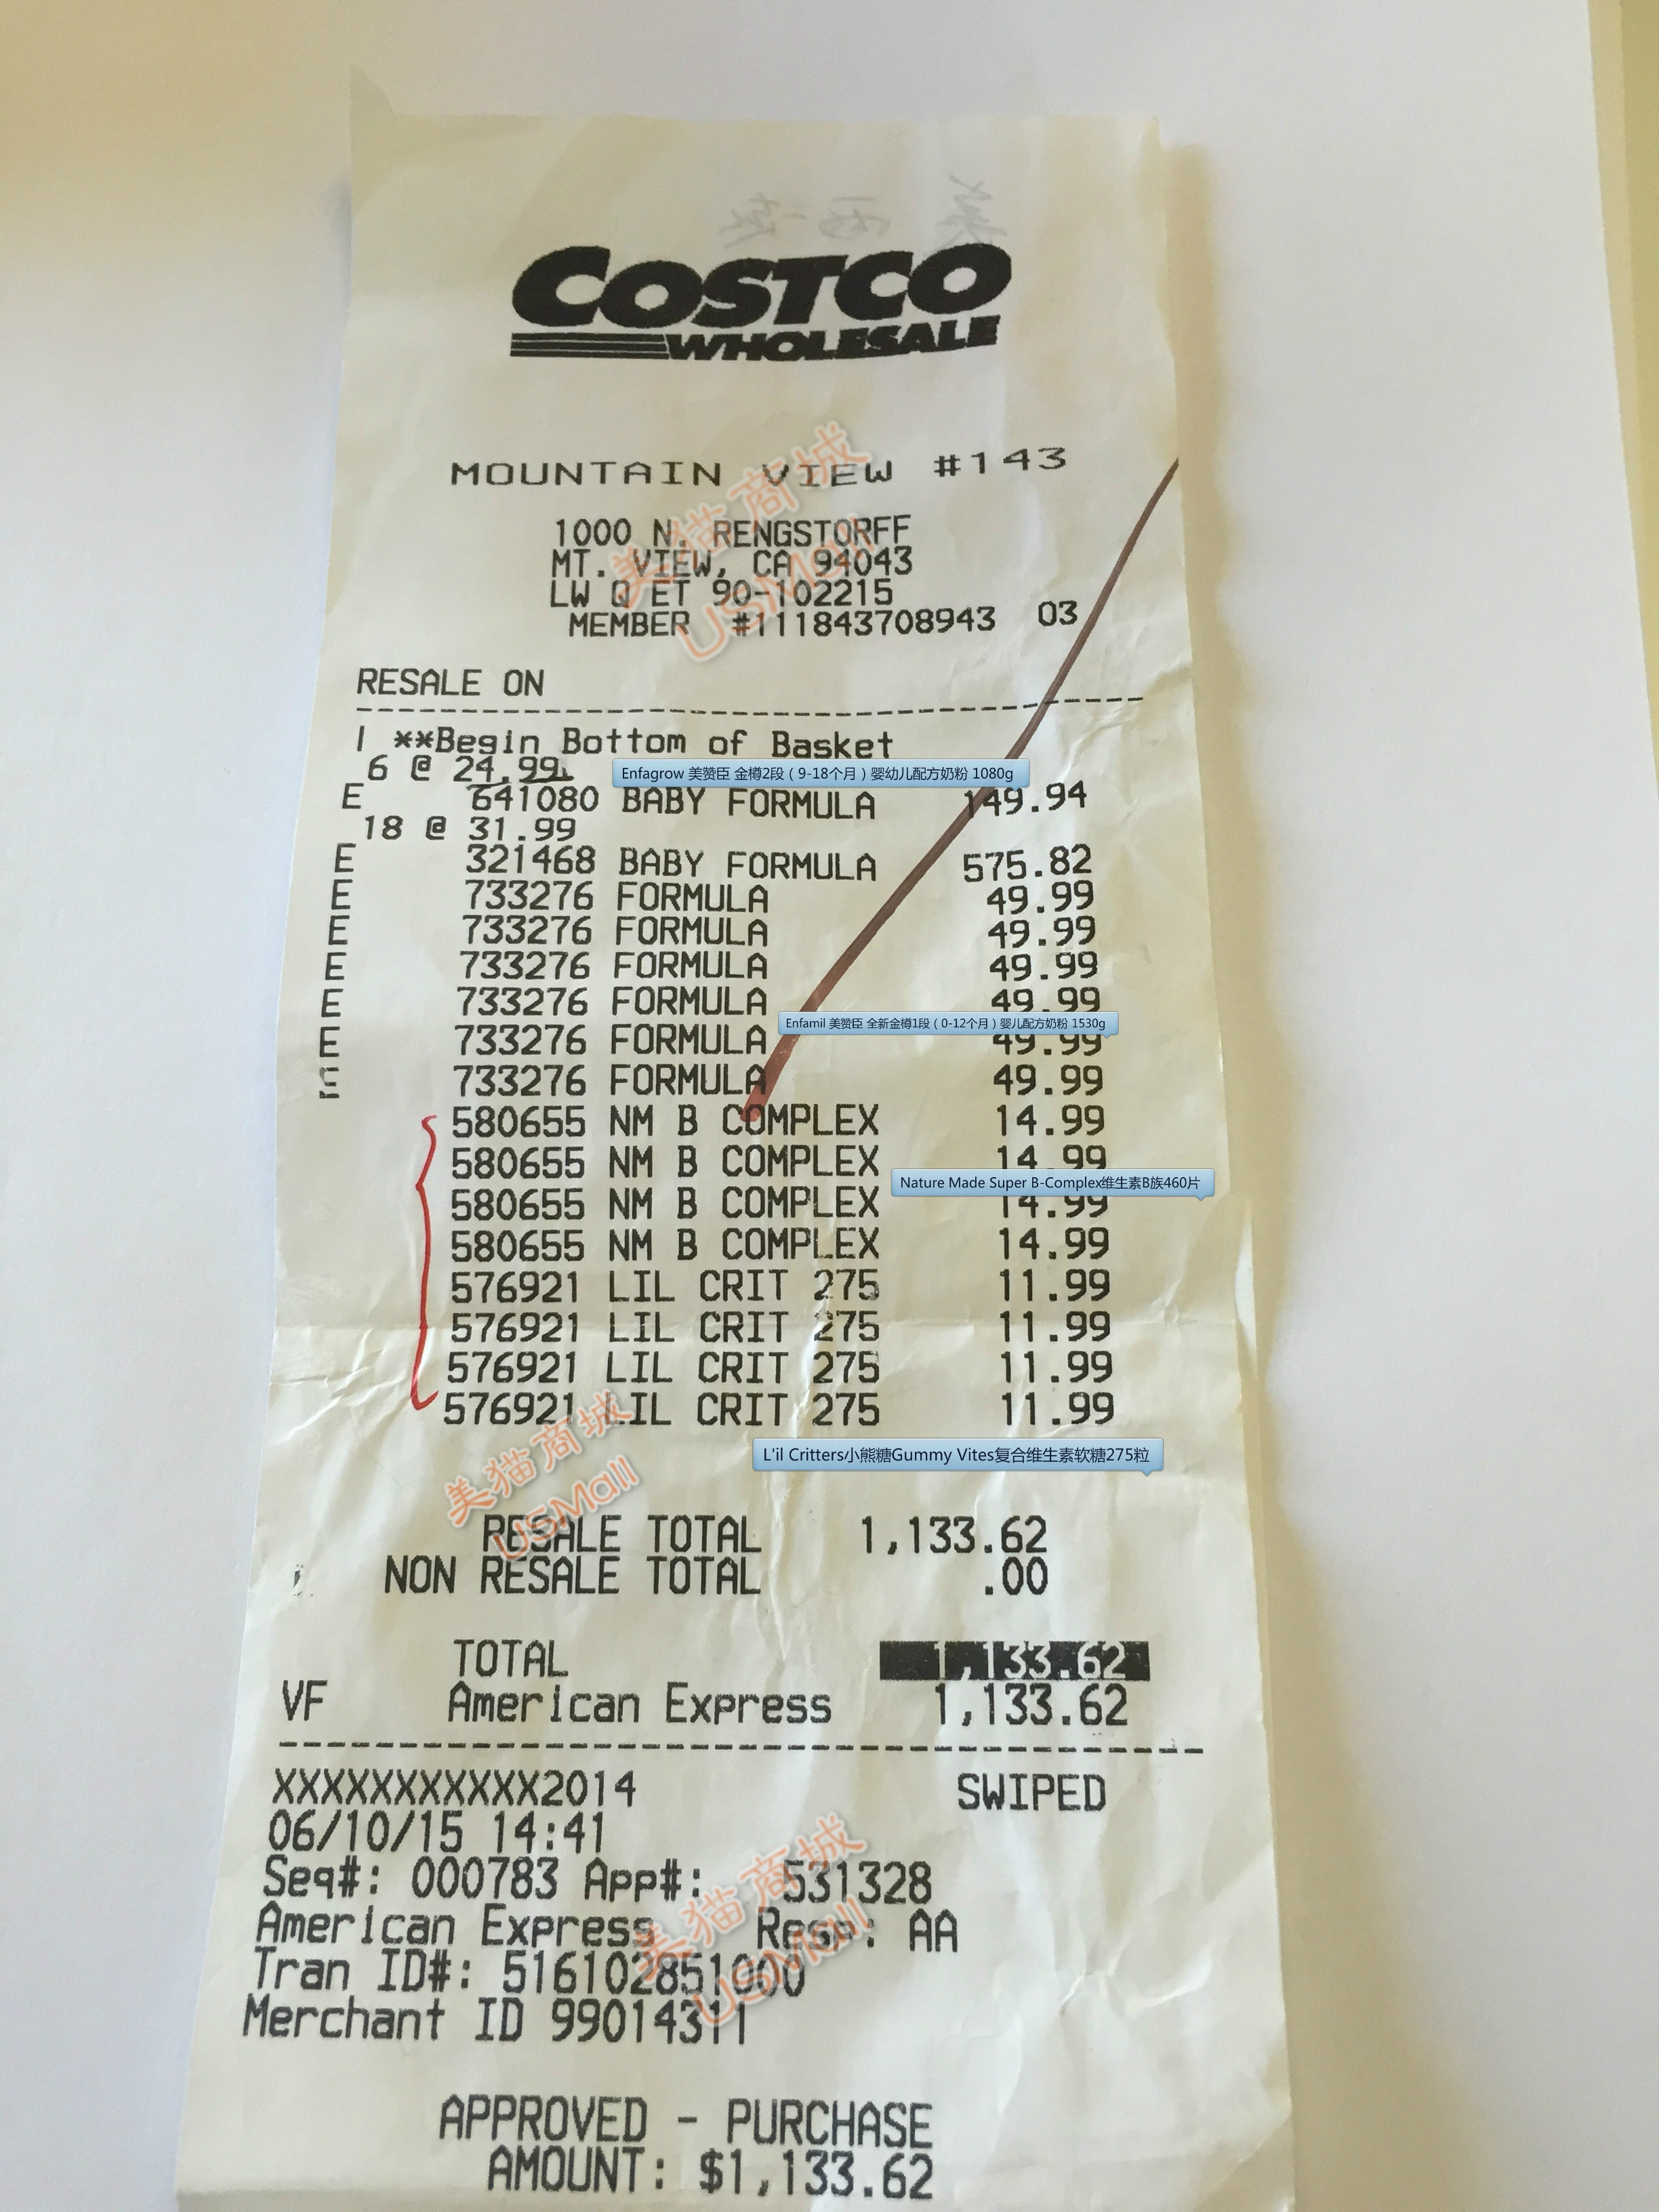 COSTCO
WHOLESALE
MOUNTAIN VIEW #143
1000 N. RENGSTORFF
MT. VIEW, CA 94043
LW Q ET 90-102215
MEMBER #111843708943 03
美猫商城
USMall
RESALE ON
I **Begin Bottom of Basket
6 @ 24.99
Enfagrow 美赞臣 金樽2段（9-18个月）婴幼儿配方奶粉 1080g
E 641080 BABY FORMULA 149.94
18 @ 31.99
E 321468 BABY FORMULA 575.82
E 733276 FORMULA 49.99
E 733276 FORMULA 49.99
E 733276 FORMULA 49.99
E 733276 FORMULA 49.99
Enfamil 美赞臣 全新金樽1段（0-12个月）婴儿配方奶粉 1530g
E 733276 FORMULA 49.99
E 733276 FORMULA 49.99
580655 NM B COMPLEX 14.99
580655 NM B COMPLEX 14.99
Nature Made Super B-Complex维生素B族460片
580655 NM B COMPLEX 14.99
580655 NM B COMPLEX 14.99
576921 LIL CRIT 275 11.99
576921 LIL CRIT 275 11.99
576921 LIL CRIT 275 11.99
576921 LIL CRIT 275 11.99
L'il Critters小熊糖Gummy Vites复合维生素软糖275粒
美猫商城
USMall
RESALE TOTAL 1,133.62
NON RESALE TOTAL .00
TOTAL 1,133.62
VF American Express 1,133.62
XXXXXXXXXXX2014 SWIPED
06/10/15 14:41
Seq#: 000783 App#: 531328
American Express Resp: AA
Tran ID#: 516102851000
Merchant ID 99014311
美猫商城
USMall
APPROVED - PURCHASE
AMOUNT: $1,133.62